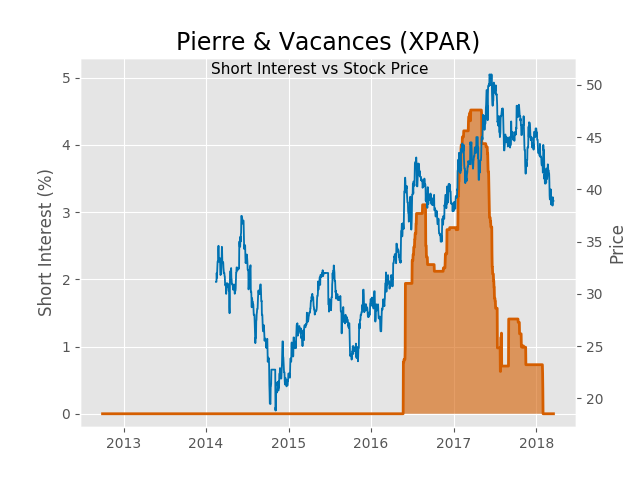 Pierre & Vacances (XPAR)
Short Interest vs Stock Price
Short Interest (%)
5
4
3
2
1
0
50
45
40
35
30
25
20
Price
2013 2014 2015 2016 2017 2018